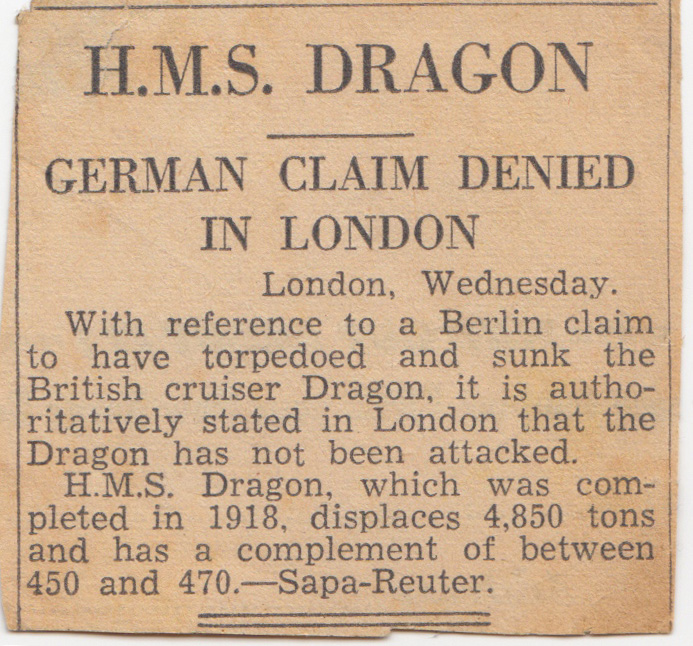 H.M.S. DRAGON
GERMAN CLAIM DENIED
IN LONDON
London, Wednesday.
With reference to a Berlin claim
to have torpedoed and sunk the
British cruiser Dragon, it is autho-
ritatively stated in London that the
Dragon has not been attacked.
H.M.S. Dragon, which was com-
pleted in 1918, displaces 4,850 tons
and has a complement of between
450 and 470.—Sapa-Reuter.